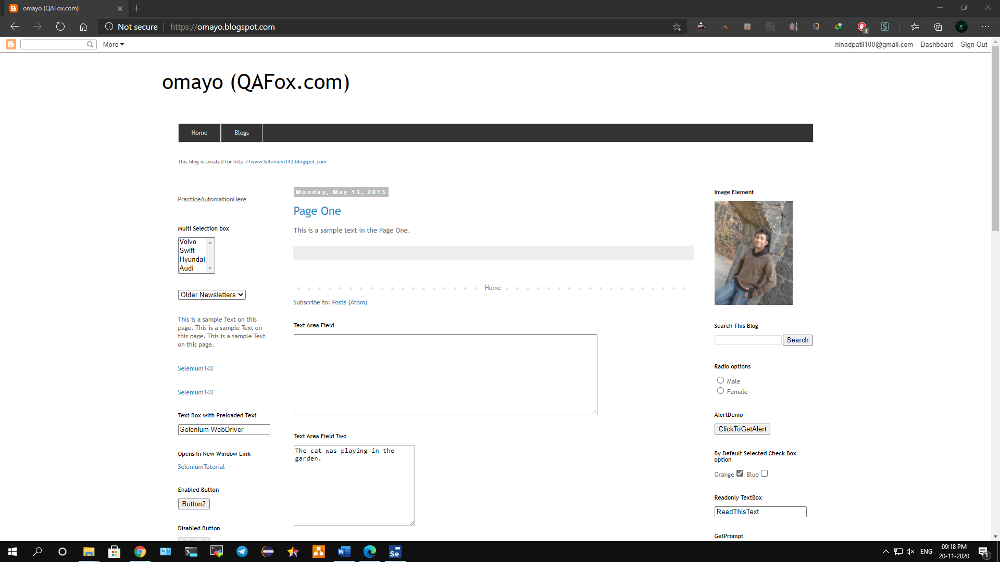 omayo (QAFox.com)
Not secure
https://omayo.blogspot.com
1
More
ninadpatil100@gmail.com
Dashboard
Sign Out
omayo (QAFox.com)
Home
Blogs
This blog is created for http://www.Selenium143.blogspot.com
PracticeAutomationHere
Multi Selection box
Volvo
Swift
Hyundai
Audi
Older Newsletters
This is a sample Text on this
page. This is a sample Text on
this page. This is a sample Text
on this page.
Selenium143
Selenium143
Text Box with Preloaded Text
Selenium WebDriver
Opens In New Window Link
SeleniumTutorial
Enabled Button
Button2
Disabled Button
Monday, May 13, 2013
Page One
This is a sample text in the Page One.
Home
Subscribe to: Posts (Atom)
Text Area Field
Text Area Field Two
The cat was playing in the
garden.
Image Element
Search This Blog
Search
Radio options
Male
Female
AlertDemo
ClickToGetAlert
By Default Selected Check Box
option
Orange
Blue
Readonly TextBox
ReadThisText
GetPrompt
Se
ENG
09:18 PM
20-11-2020
1